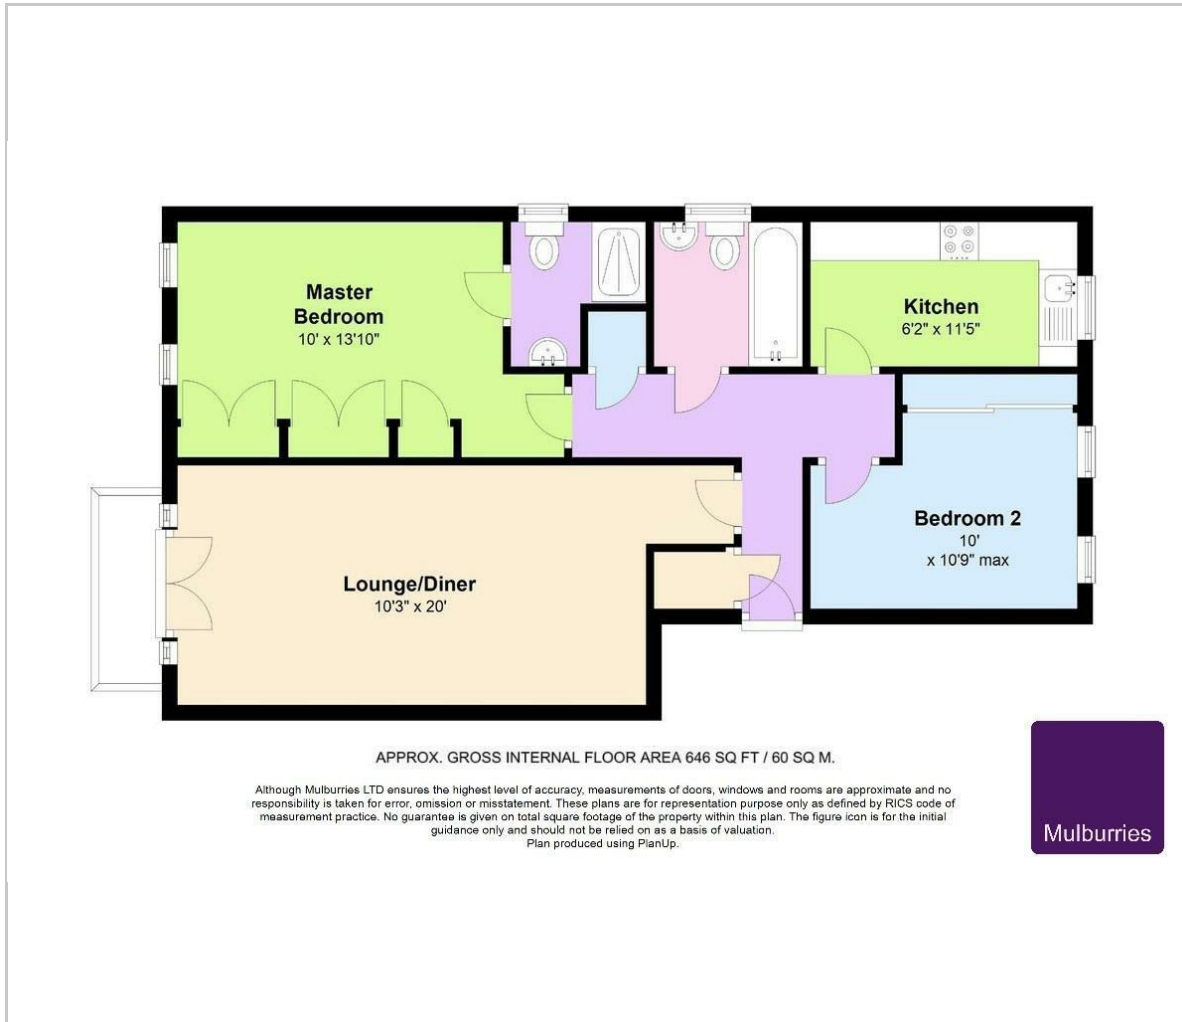 Master
Bedroom
10' x 13'10"
Kitchen
6'2" x 11'5"
Bedroom 2
10'
x 10'9" max
Lounge/Diner
10'3" x 20'
APPROX. GROSS INTERNAL FLOOR AREA 646 SQ FT / 60 SQ M.
Although Mulburries LTD ensures the highest level of accuracy, measurements of doors, windows and rooms are approximate and no
responsibility is taken for error, omission or misstatement. These plans are for representation purpose only as defined by RICS code of
measurement practice. No guarantee is given on total square footage of the property within this plan. The figure icon is for the initial
guidance only and should not be relied on as a basis of valuation.
Plan produced using PlanUp.
Mulburries